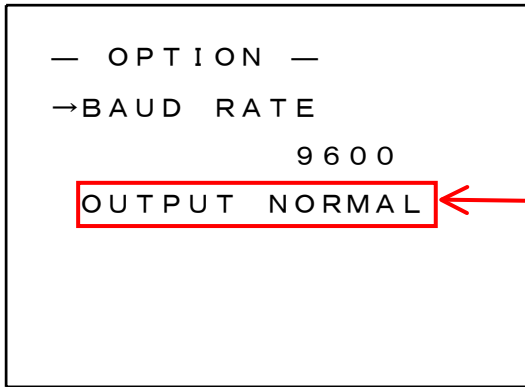 — OPTION —
→BAUD RATE
9600
OUTPUT NORMAL